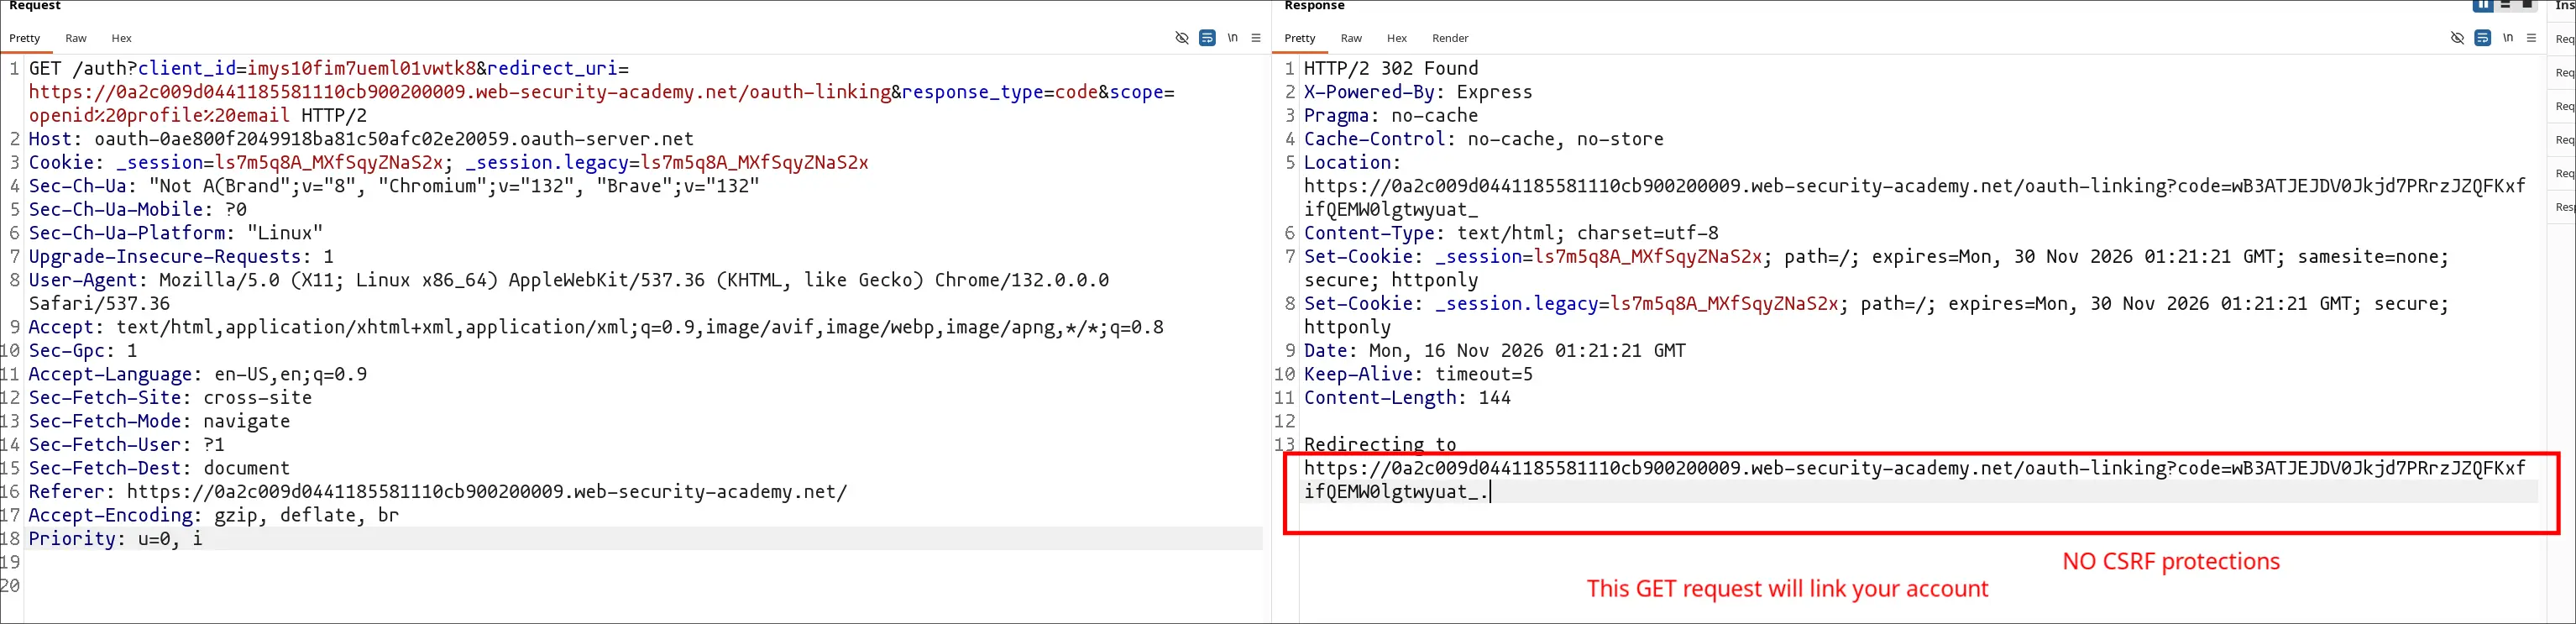 Request
Pretty Raw Hex
\n
1 GET /auth?client_id=imys10fim7ueml01vwtk8&redirect_uri=
https://0a2c009d0441185581110cb900200009.web-security-academy.net/oauth-linking&response_type=code&scope=
openid%20profile%20email HTTP/2
2 Host: oauth-0ae800f2049918ba81c50afc02e20059.oauth-server.net
3 Cookie: _session=ls7m5q8A_MXfSqyZNaS2x; _session.legacy=ls7m5q8A_MXfSqyZNaS2x
4 Sec-Ch-Ua: "Not A(Brand";v="8", "Chromium";v="132", "Brave";v="132"
5 Sec-Ch-Ua-Mobile: ?0
6 Sec-Ch-Ua-Platform: "Linux"
7 Upgrade-Insecure-Requests: 1
8 User-Agent: Mozilla/5.0 (X11; Linux x86_64) AppleWebKit/537.36 (KHTML, like Gecko) Chrome/132.0.0.0
Safari/537.36
9 Accept: text/html,application/xhtml+xml,application/xml;q=0.9,image/avif,image/webp,image/apng,*/*;q=0.8
10 Sec-Gpc: 1
11 Accept-Language: en-US,en;q=0.9
12 Sec-Fetch-Site: cross-site
13 Sec-Fetch-Mode: navigate
14 Sec-Fetch-User: ?1
15 Sec-Fetch-Dest: document
16 Referer: https://0a2c009d0441185581110cb900200009.web-security-academy.net/
17 Accept-Encoding: gzip, deflate, br
18 Priority: u=0, i
19
20
Response
Pretty Raw Hex Render
\n
1 HTTP/2 302 Found
2 X-Powered-By: Express
3 Pragma: no-cache
4 Cache-Control: no-cache, no-store
5 Location:
https://0a2c009d0441185581110cb900200009.web-security-academy.net/oauth-linking?code=wB3ATJEJDV0Jkjd7PRrzJZQFKxf
ifQEMW0lgtwyuat_
6 Content-Type: text/html; charset=utf-8
7 Set-Cookie: _session=ls7m5q8A_MXfSqyZNaS2x; path=/; expires=Mon, 30 Nov 2026 01:21:21 GMT; samesite=none;
secure; httponly
8 Set-Cookie: _session.legacy=ls7m5q8A_MXfSqyZNaS2x; path=/; expires=Mon, 30 Nov 2026 01:21:21 GMT; secure;
httponly
9 Date: Mon, 16 Nov 2026 01:21:21 GMT
10 Keep-Alive: timeout=5
11 Content-Length: 144
12
13 Redirecting to
https://0a2c009d0441185581110cb900200009.web-security-academy.net/oauth-linking?code=wB3ATJEJDV0Jkjd7PRrzJZQFKxf
ifQEMW0lgtwyuat_.
NO CSRF protections
This GET request will link your account
Ins
Req
Req
Req
Req
Req
Res